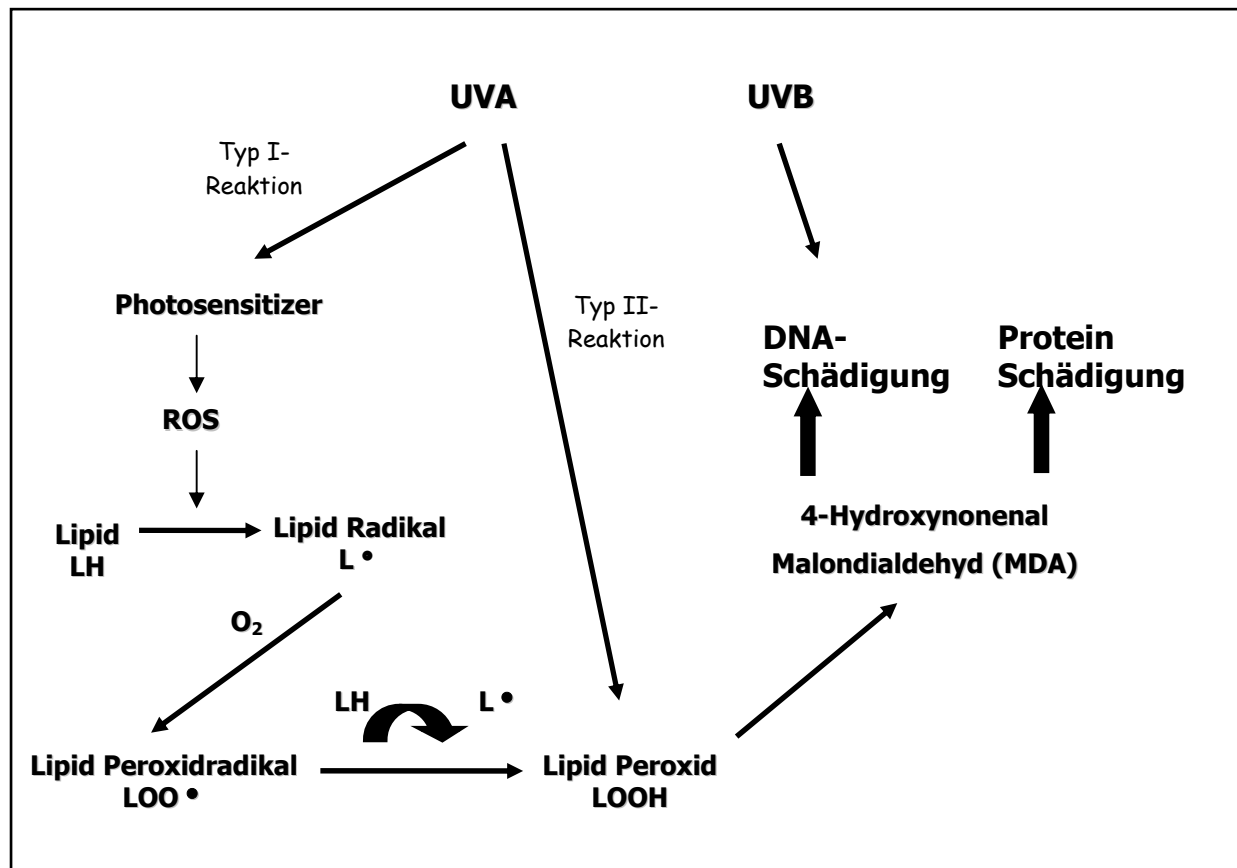 UVA
UVB
Typ I-
Reaktion
Photosensitizer
Typ II-
Reaktion
DNA-
Schädigung
Protein
Schädigung
ROS
Lipid
LH
Lipid Radikal
L •
4-Hydroxynonenal
Malondialdehyd (MDA)
O₂
LH
L •
Lipid Peroxidradikal
LOO •
Lipid Peroxid
LOOH